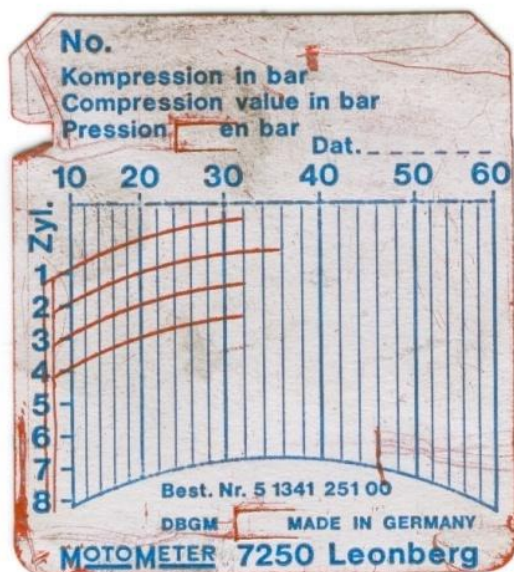 No.
Kompression in bar
Compression value in bar
Pression en bar
Dat.
10 20 30 40 50 60
Zyl.
1
2
3
4
5
6
7
8
Best. Nr. 5 1341 251 00
DBGM MADE IN GERMANY
MOTOMETER 7250 Leonberg